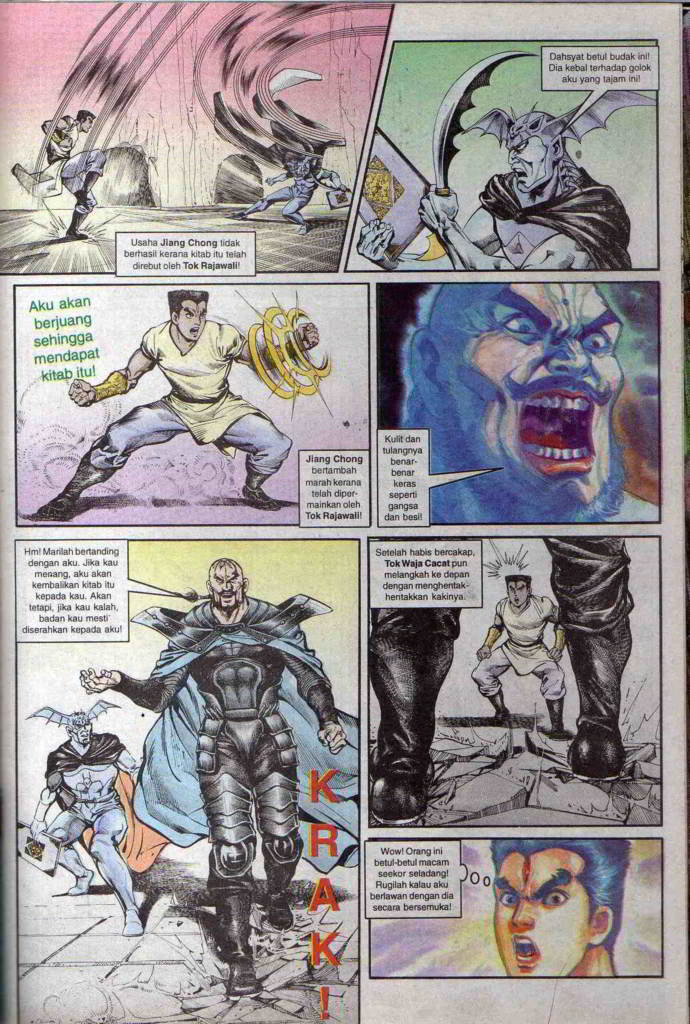 Usaha Jiang Chong tidak
berhasil kerana kitab itu telah
direbut oleh Tok Rajawali!
Dahsyat betul budak ini!
Dia kebal terhadap golok
aku yang tajam ini!
Aku akan
berjuang
sehingga
mendapat
kitab itu!
Jiang Chong
bertambah
marah kerana
telah diper-
mainkan oleh
Tok Rajawali!
Kulit dan
tulangnya
benar-
benar
keras
seperti
gangsa
dan besi!
Hm! Marilah bertanding
dengan aku. Jika kau
menang, aku akan
kembalikan kitab itu
kepada kau. Akan
tetapi, jika kau kalah,
badan kau mesti
diserahkan kepada aku!
KRAK!
Setelah habis bercakap,
Tok Waja Cacat pun
melangkah ke depan
dengan menghentak-
hentakkan kakinya.
Wow! Orang ini
betul-betul macam
seekor seladang!
Rugilah kalau aku
berlawan dengan dia
secara bersemuka!